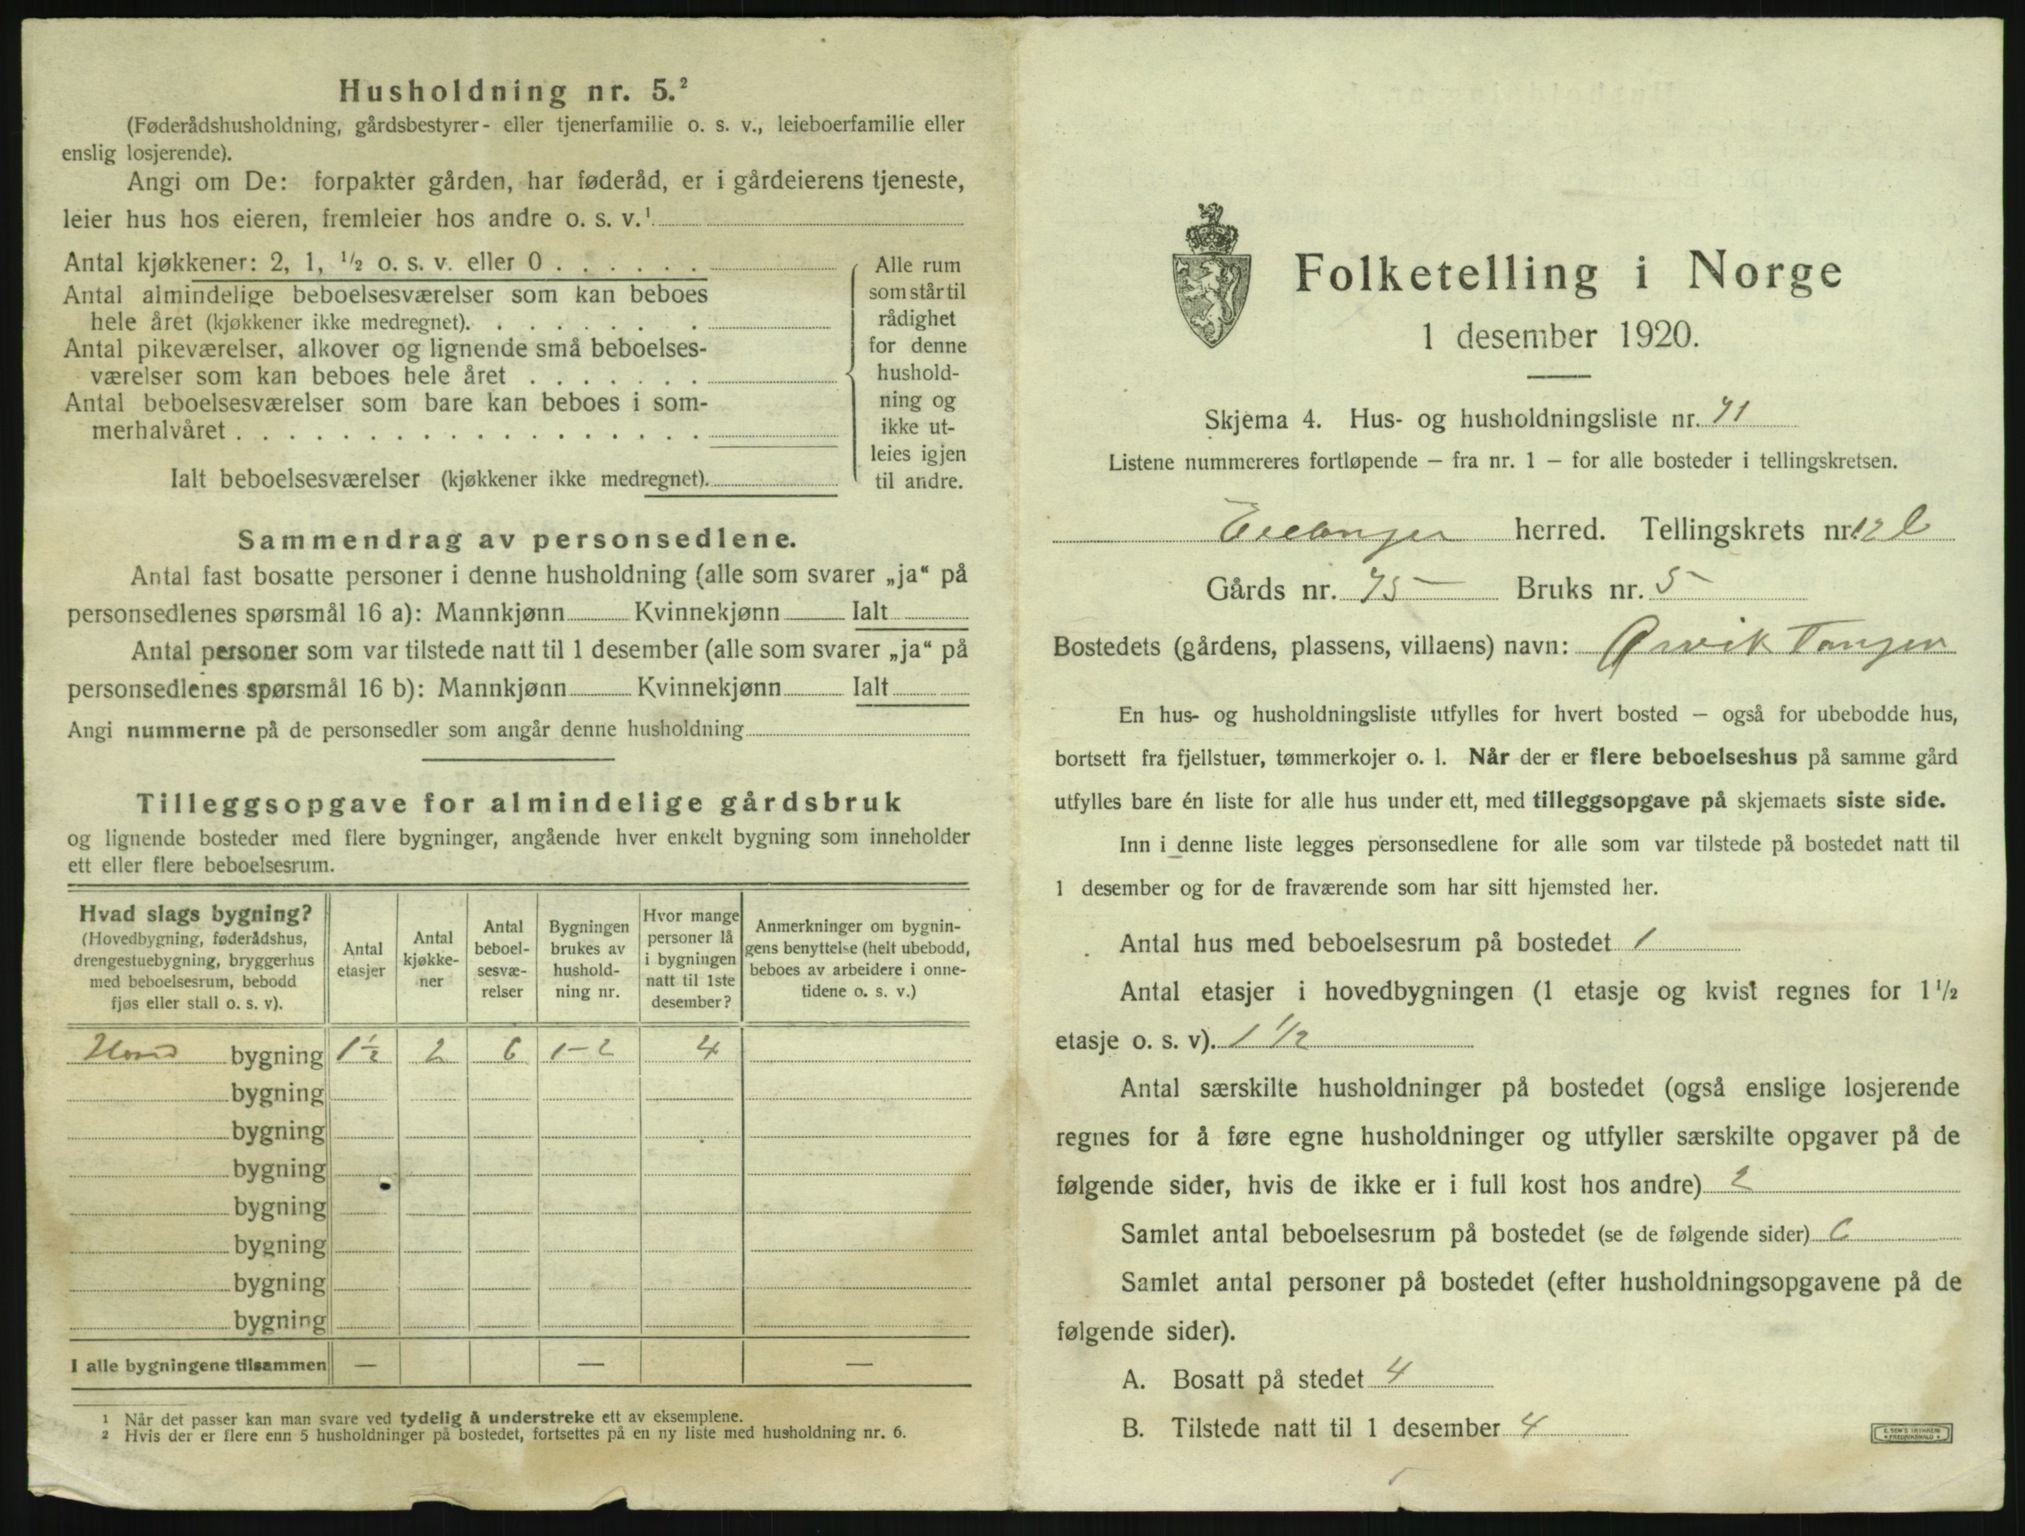 Husholdning nr. 5.²
(Føderådshusholdning, gårdsbestyrer- eller tjenerfamilie o. s. v., leieboerfamilie eller
enslig losjerende).
Angi om De: forpakter gården, har føderåd, er i gårdeierens tjeneste,
leier hus hos eieren, fremleier hos andre o. s. v.¹
Antal kjøkkener: 2, 1, ½ o. s. v. eller 0 . . . . . .
Antal almindelige beboelsesværelser som kan beboes
hele året (kjøkkener ikke medregnet). . . . . . . . .
Antal pikeværelser, alkover og lignende små beboelses-
værelser som kan beboes hele året . . . . . . .
Antal beboelsesværelser som bare kan beboes i som-
merhalvåret . . . . . . . . . . . . . . . . . .
Ialt beboelsesværelser (kjøkkener ikke medregnet).
Alle rum
som står til
rådighet
for denne
hushold-
ning og
ikke ut-
leies igjen
til andre.
Sammendrag av personsedlene.
Antal fast bosatte personer i denne husholdning (alle som svarer „ja“ på
personsedlenes spørsmål 16 a): Mannkjønn Kvinnekjønn Ialt
Antal personer som var tilstede natt til 1 desember (alle som svarer „ja“ på
personsedlenes spørsmål 16 b): Mannkjønn Kvinnekjønn Ialt
Angi nummerne på de personsedler som angår denne husholdning
Tilleggsopgave for almindelige gårdsbruk
og lignende bosteder med flere bygninger, angående hver enkelt bygning som inneholder
ett eller flere beboelsesrum.
Hvad slags bygning?
(Hovedbygning, føderådshus,
drengestuebygning, bryggerhus
med beboelsesrum, bebodd
fjøs eller stall o. s. v).
Antal
etasjer
Antal
kjøkke-
ner
Antal
beboel-
sesvæ-
relser
Bygningen
brukes av
hushold-
ning nr.
Hvor mange
personer lå
i bygningen
natt til 1ste
desember?
Anmerkninger om bygnin-
gens benyttelse (helt ubebodd,
beboes av arbeidere i onne-
tidene o. s. v.)
Hoved bygning 1½ 2 6 1-2 4
bygning
bygning
bygning
bygning
bygning
bygning
bygning
I alle bygningene tilsammen — — —
1 Når det passer kan man svare ved tydelig å understreke ett av eksemplene.
2 Hvis der er flere enn 5 husholdninger på bostedet, fortsettes på en ny liste med husholdning nr. 6.
Folketelling i Norge
1 desember 1920.
Skjema 4. Hus- og husholdningsliste nr. 71
Listene nummereres fortløpende – fra nr. 1 – for alle bosteder i tellingskretsen.
herred. Tellingskrets nr. 12 b
Gårds nr. 75 Bruks nr. 5
Bostedets (gårdens, plassens, villaens) navn: Ørvik Tangen
En hus- og husholdningsliste utfylles for hvert bosted – også for ubebodde hus,
bortsett fra fjellstuer, tømmerkojer o. l. Når der er flere beboelseshus på samme gård
utfylles bare én liste for alle hus under ett, med tilleggsopgave på skjemaets siste side.
Inn i denne liste legges personsedlene for alle som var tilstede på bostedet natt til
1 desember og for de fraværende som har sitt hjemsted her.
Antal hus med beboelsesrum på bostedet 1
Antal etasjer i hovedbygningen (1 etasje og kvist regnes for 1½
etasje o. s. v). 1½
Antal særskilte husholdninger på bostedet (også enslige losjerende
regnes for å føre egne husholdninger og utfyller særskilte opgaver på de
følgende sider, hvis de ikke er i full kost hos andre) 2
Samlet antal beboelsesrum på bostedet (se de følgende sider) 6
Samlet antal personer på bostedet (efter husholdningsopgavene på de
følgende sider).
A. Bosatt på stedet 4
B. Tilstede natt til 1 desember 4